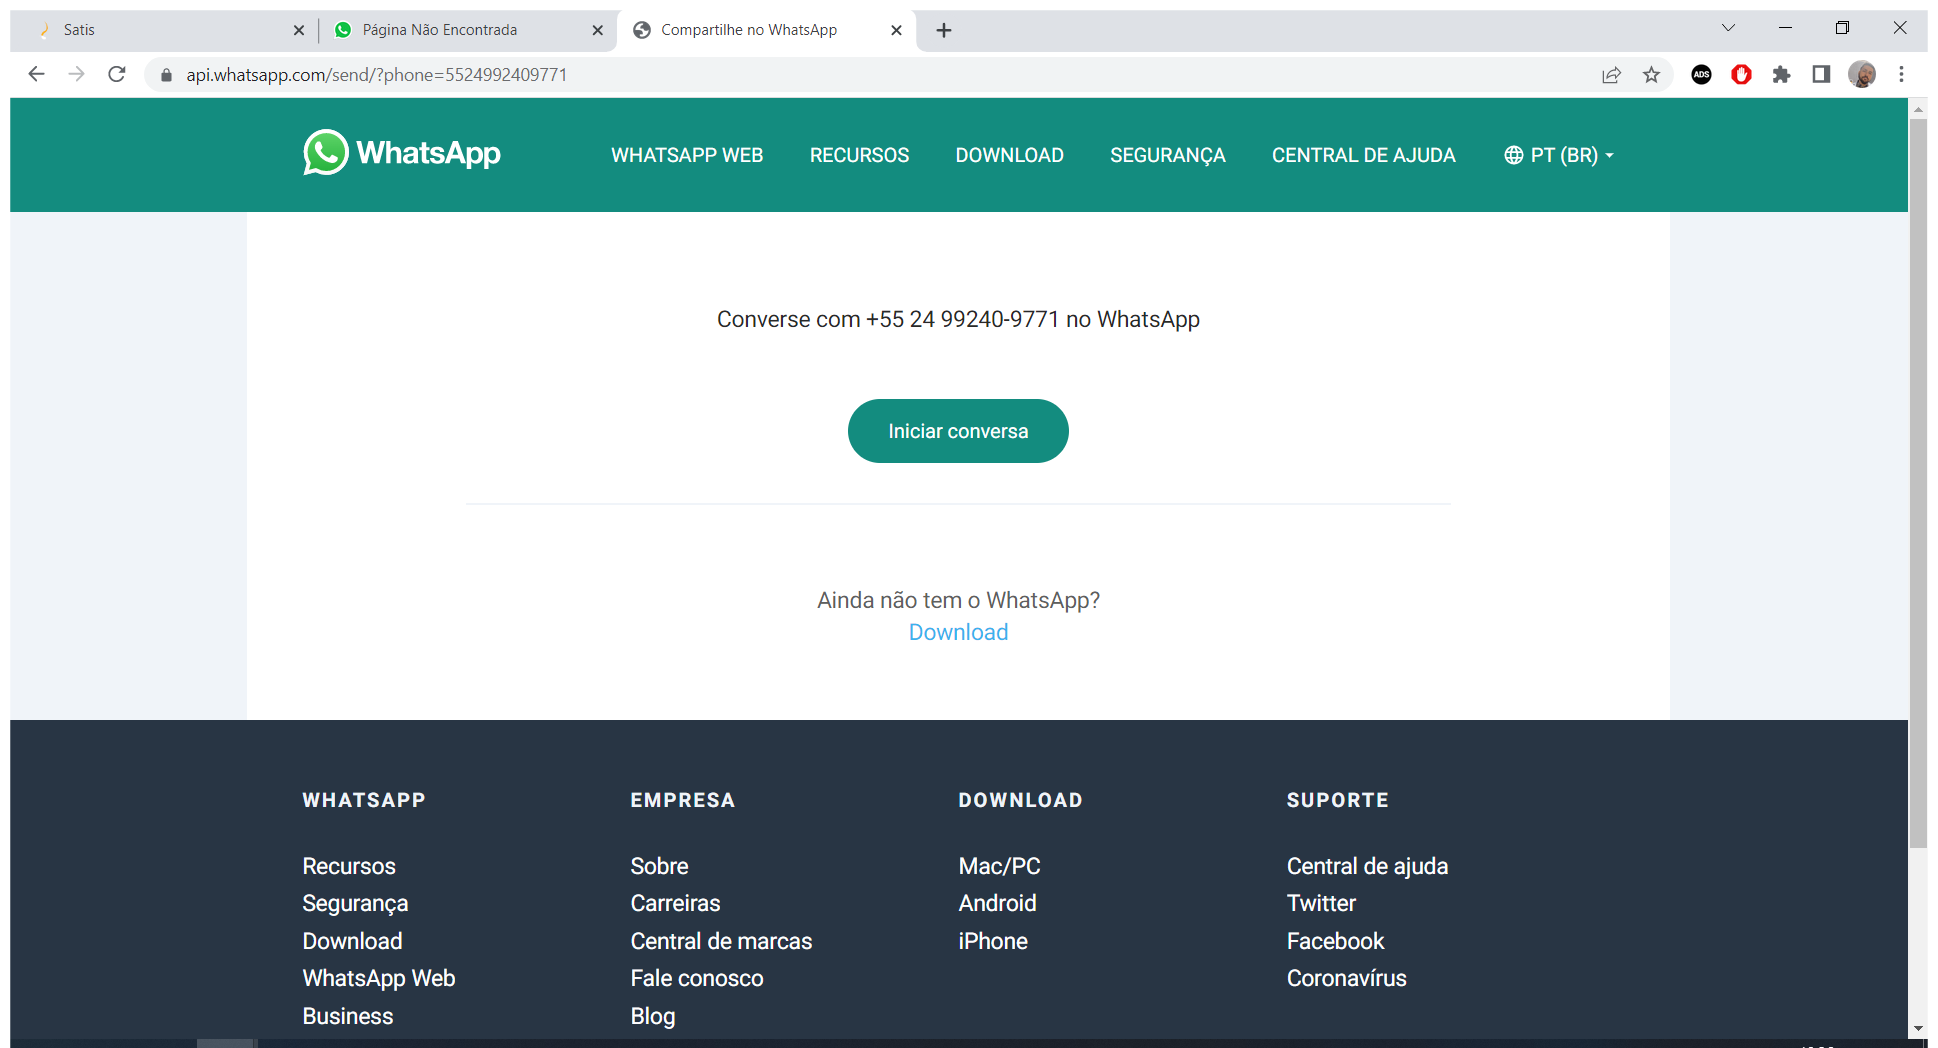 Satis
Página Não Encontrada
Compartilhe no WhatsApp
api.whatsapp.com/send/?phone=5524992409771
ADS
WhatsApp
WHATSAPP WEB
RECURSOS
DOWNLOAD
SEGURANÇA
CENTRAL DE AJUDA
PT (BR)
Converse com +55 24 99240-9771 no WhatsApp
Iniciar conversa
Ainda não tem o WhatsApp?
Download
WHATSAPP
Recursos
Segurança
Download
WhatsApp Web
Business
EMPRESA
Sobre
Carreiras
Central de marcas
Fale conosco
Blog
DOWNLOAD
Mac/PC
Android
iPhone
SUPORTE
Central de ajuda
Twitter
Facebook
Coronavírus